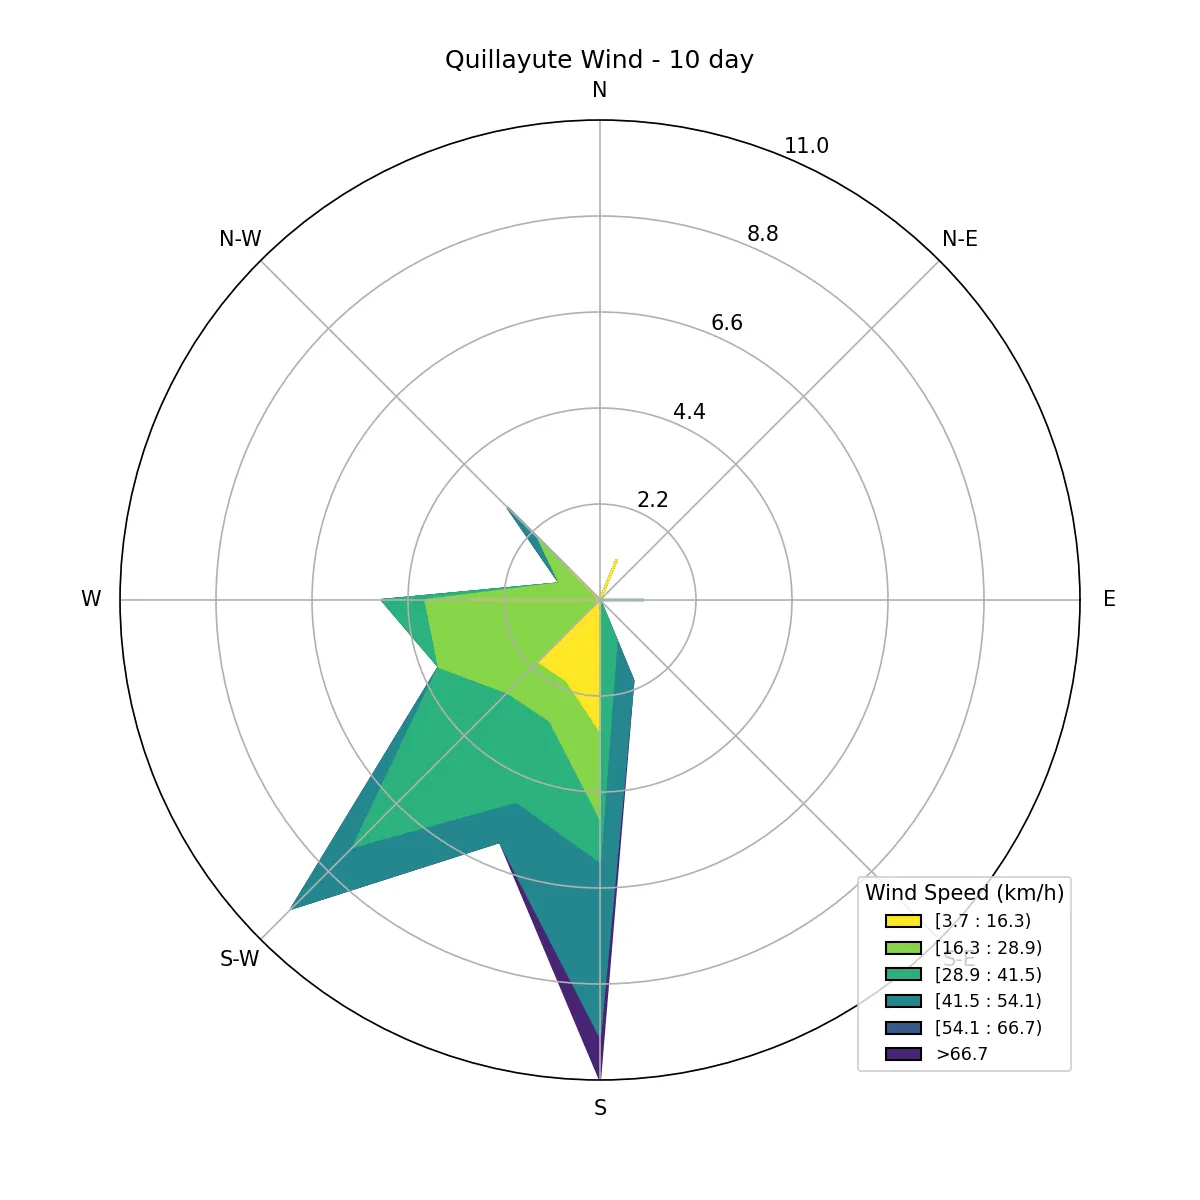 Quillayute Wind - 10 day
N
11.0
N-W
8.8
N-E
6.6
4.4
2.2
W
E
Wind Speed (km/h)
[3.7 : 16.3)
[16.3 : 28.9)
S-W
S-E
[28.9 : 41.5)
[41.5 : 54.1)
[54.1 : 66.7)
>66.7
S